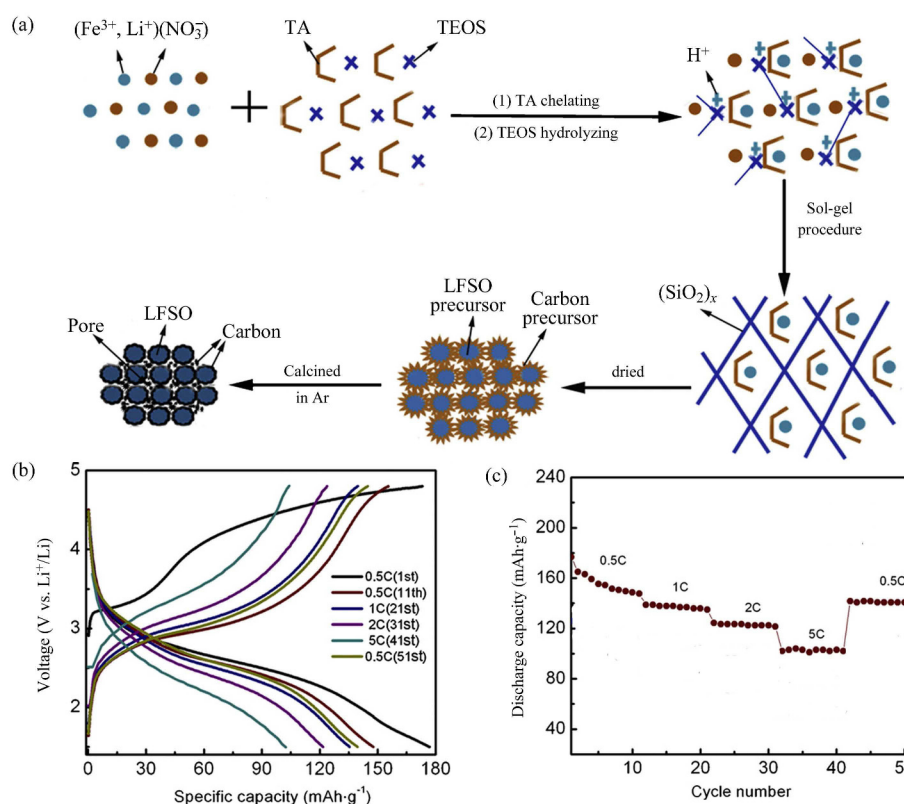 (a)
(Fe³⁺, Li⁺)(NO₃⁻)
TA
TEOS
(1) TA chelating
(2) TEOS hydrolyzing
H⁺
Sol-gel
procedure
(SiO₂)ₓ
dried
LFSO
precursor
Carbon
precursor
Calcined
in Ar
Pore
LFSO
Carbon
(b)
Voltage (V vs. Li⁺/Li)
5
4
3
2
0.5C(1st)
0.5C(11th)
1C(21st)
2C(31st)
5C(41st)
0.5C(51st)
0 30 60 90 120 150 180
Specific capacity (mAh·g⁻¹)
(c)
Discharge capacity (mAh·g⁻¹)
240
200
160
120
80
0.5C
1C
2C
5C
0.5C
10 20 30 40 50
Cycle number